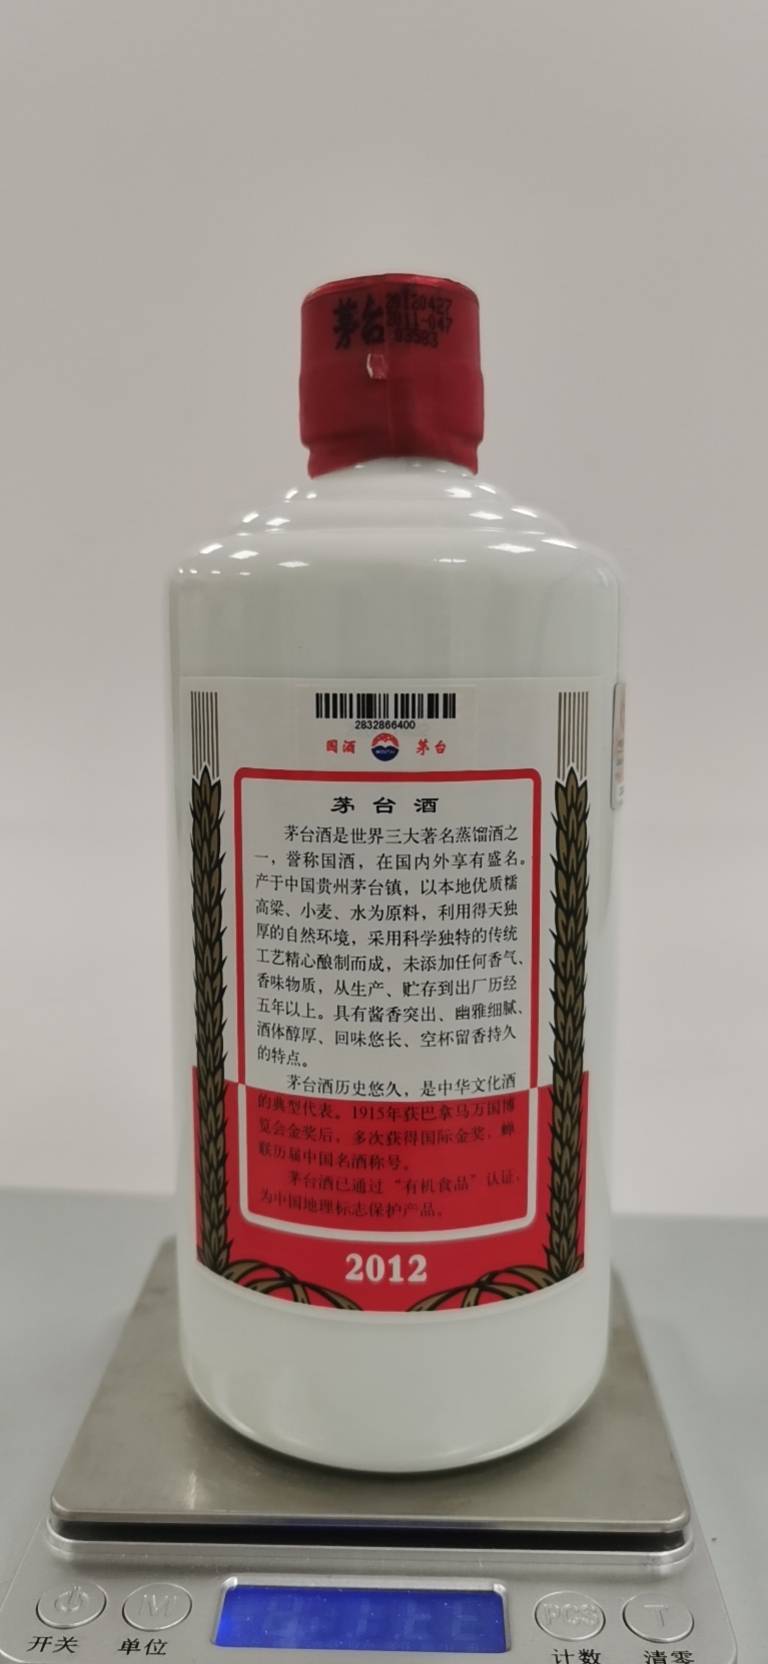 茅台
20120427
2011-047
03583
2832866400
国酒 茅台
茅台酒
茅台酒是世界三大著名蒸馏酒之
一，誉称国酒，在国内外享有盛名。
产于中国贵州茅台镇，以本地优质糯
高粱、小麦、水为原料，利用得天独
厚的自然环境，采用科学独特的传统
工艺精心酿制而成，未添加任何香气、
香味物质，从生产、贮存到出厂历经
五年以上。具有酱香突出、幽雅细腻、
酒体醇厚、回味悠长、空杯留香持久
的特点。
茅台酒历史悠久，是中华文化酒
的典型代表。1915年获巴拿马万国博
览会金奖后，多次获得国际金奖，蝉
联历届中国名酒称号。
茅台酒已通过“有机食品”认证，
为中国地理标志保护产品。
2012
M PCS T
开关 单位 计数 清零